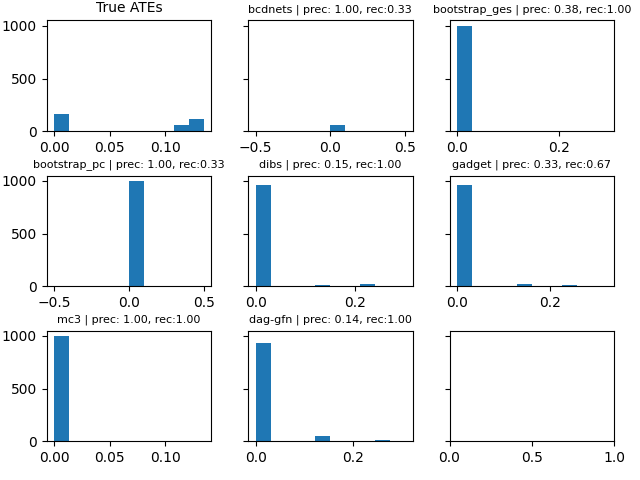 True ATEs
bcdnets | prec: 1.00, rec:0.33
bootstrap_ges | prec: 0.38, rec:1.00
1000
500
0
0.00 0.05 0.10
−0.5 0.0 0.5
0.0 0.2
bootstrap_pc | prec: 1.00, rec:0.33
dibs | prec: 0.15, rec:1.00
gadget | prec: 0.33, rec:0.67
1000
500
0
−0.5 0.0 0.5
0.0 0.2
0.0 0.2
mc3 | prec: 1.00, rec:1.00
dag-gfn | prec: 0.14, rec:1.00
1000
500
0
0.00 0.05 0.10
0.0 0.2
0.0 0.5 1.0